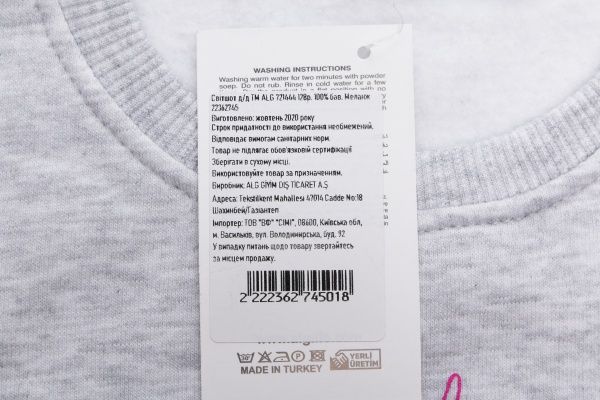 WASHING INSTRUCTIONS
Washing warm water for two minutes with powder
soap. Do not rub. Rinse in cold water for 2
Світшот д/д ТМ ALG 721444 128р. 100% бав. Меланж
22362745
Виготовлено: жовтень 2020 року
Строк придатності до використання необмежений.
Відповідає вимогам санітарних норм.
Товар не підлягає обов'язковій сертифікації
Зберігати в сухому місці.
Використовуйте товар за призначенням.
Виробник: ALG GIYIM DIŞ TICARET A.Ş
Адреса: Tekstilkent Mahallesi 47014 Cadde No:18
Шахинбей/Газіантеп
Імпортер: ТОВ "ВФ" "СІМІ", 08600, Київська обл,
м. Васильків, вул. Володимирська, буд. 92
У випадку питань щодо товару звертайтесь
за місцем продажу.
2 222362 745018
YERLİ
ÜRETİM
MADE IN TURKEY